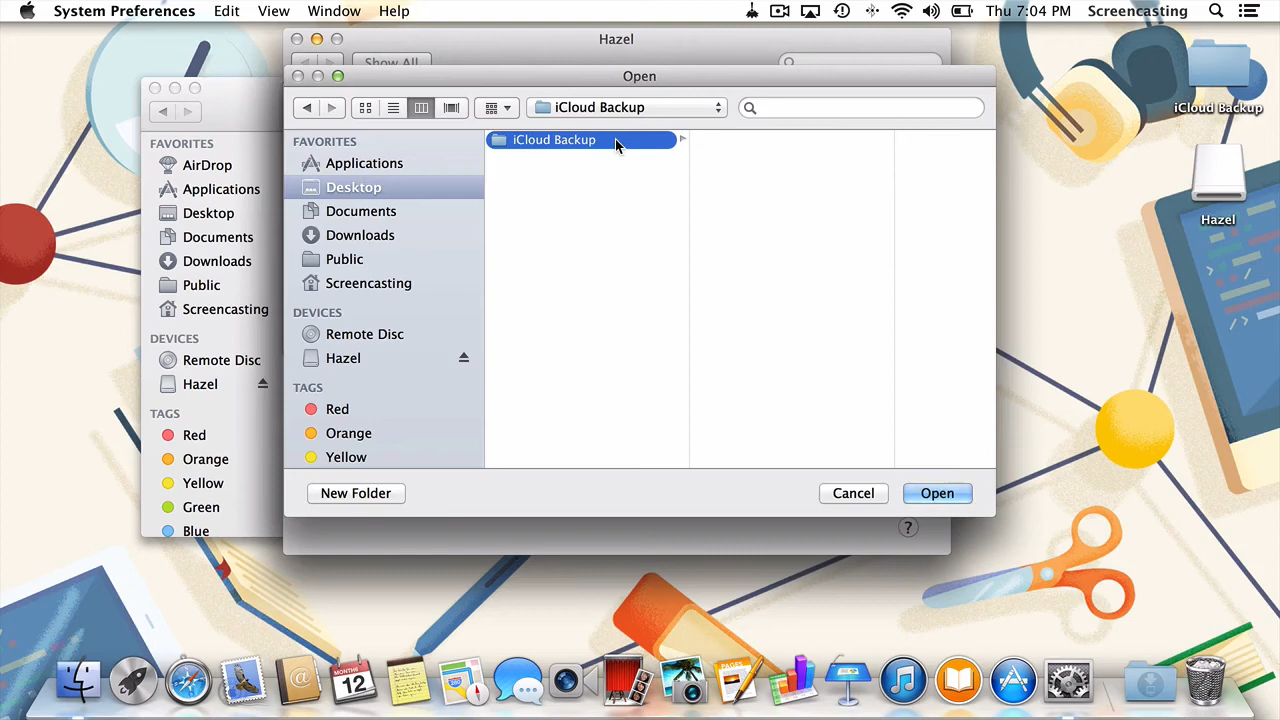 System Preferences Edit View Window Help
Thu 7:04 PM Screencasting
Hazel
Show All
Open
iCloud Backup
FAVORITES
AirDrop
Applications
Desktop
Documents
Downloads
Public
Screencasting
DEVICES
Remote Disc
Hazel
TAGS
Red
Orange
Yellow
Green
Blue
FAVORITES
Applications
Desktop
Documents
Downloads
Public
Screencasting
DEVICES
Remote Disc
Hazel
TAGS
Red
Orange
Yellow
iCloud Backup
New Folder
Cancel
Open
?
iCloud Backup
Hazel
MONTHS
12
PAGES